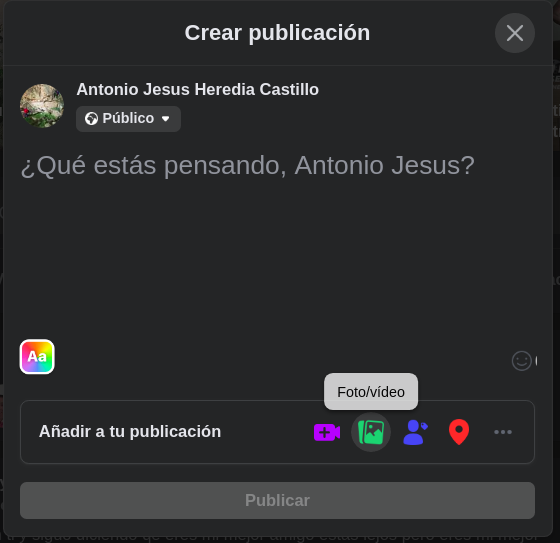 Crear publicación
Antonio Jesus Heredia Castillo
Público
¿Qué estás pensando, Antonio Jesus?
Aa
Foto/vídeo
Añadir a tu publicación
Publicar